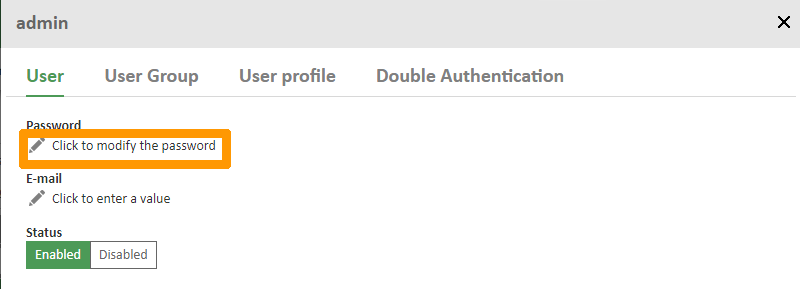 admin
User User Group User profile Double Authentication
Password
Click to modify the password
E-mail
Click to enter a value
Status
Enabled Disabled